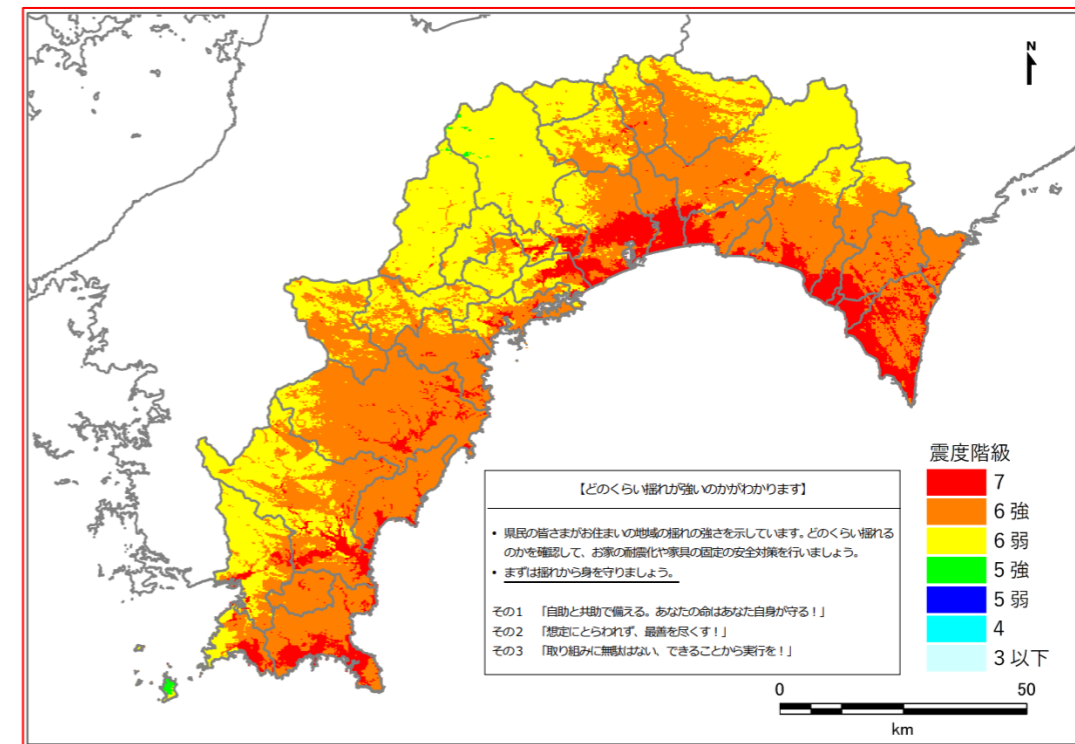 N
【どのくらい揺れが強いのかがわかります】
• 県民の皆さまがお住まいの地域の揺れの強さを示しています。どのくらい揺れる
のかを確認して、お家の耐震化や家具の固定の安全対策を行いましょう。
• まずは揺れから身を守りましょう。
その1　「自助と共助で備える。あなたの命はあなた自身が守る！」
その2　「想定にとらわれず、最善を尽くす！」
その3　「取り組みに無駄はない、できることから実行を！」
震度階級
7
6 強
6 弱
5 強
5 弱
4
3 以下
0 50
km